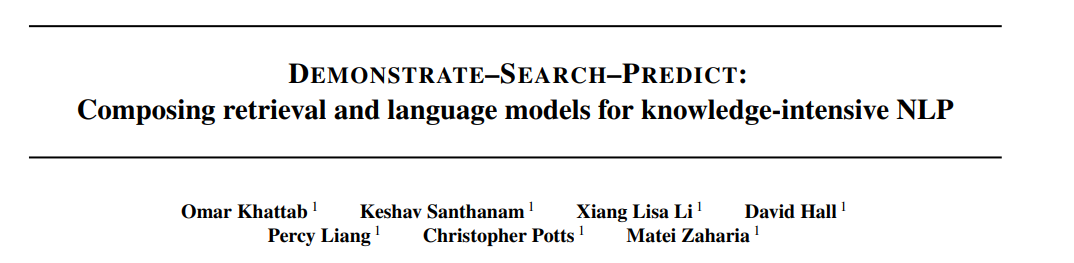 DEMONSTRATE–SEARCH–PREDICT:
Composing retrieval and language models for knowledge-intensive NLP
Omar Khattab 1 Keshav Santhanam 1 Xiang Lisa Li 1 David Hall 1
Percy Liang 1 Christopher Potts 1 Matei Zaharia 1